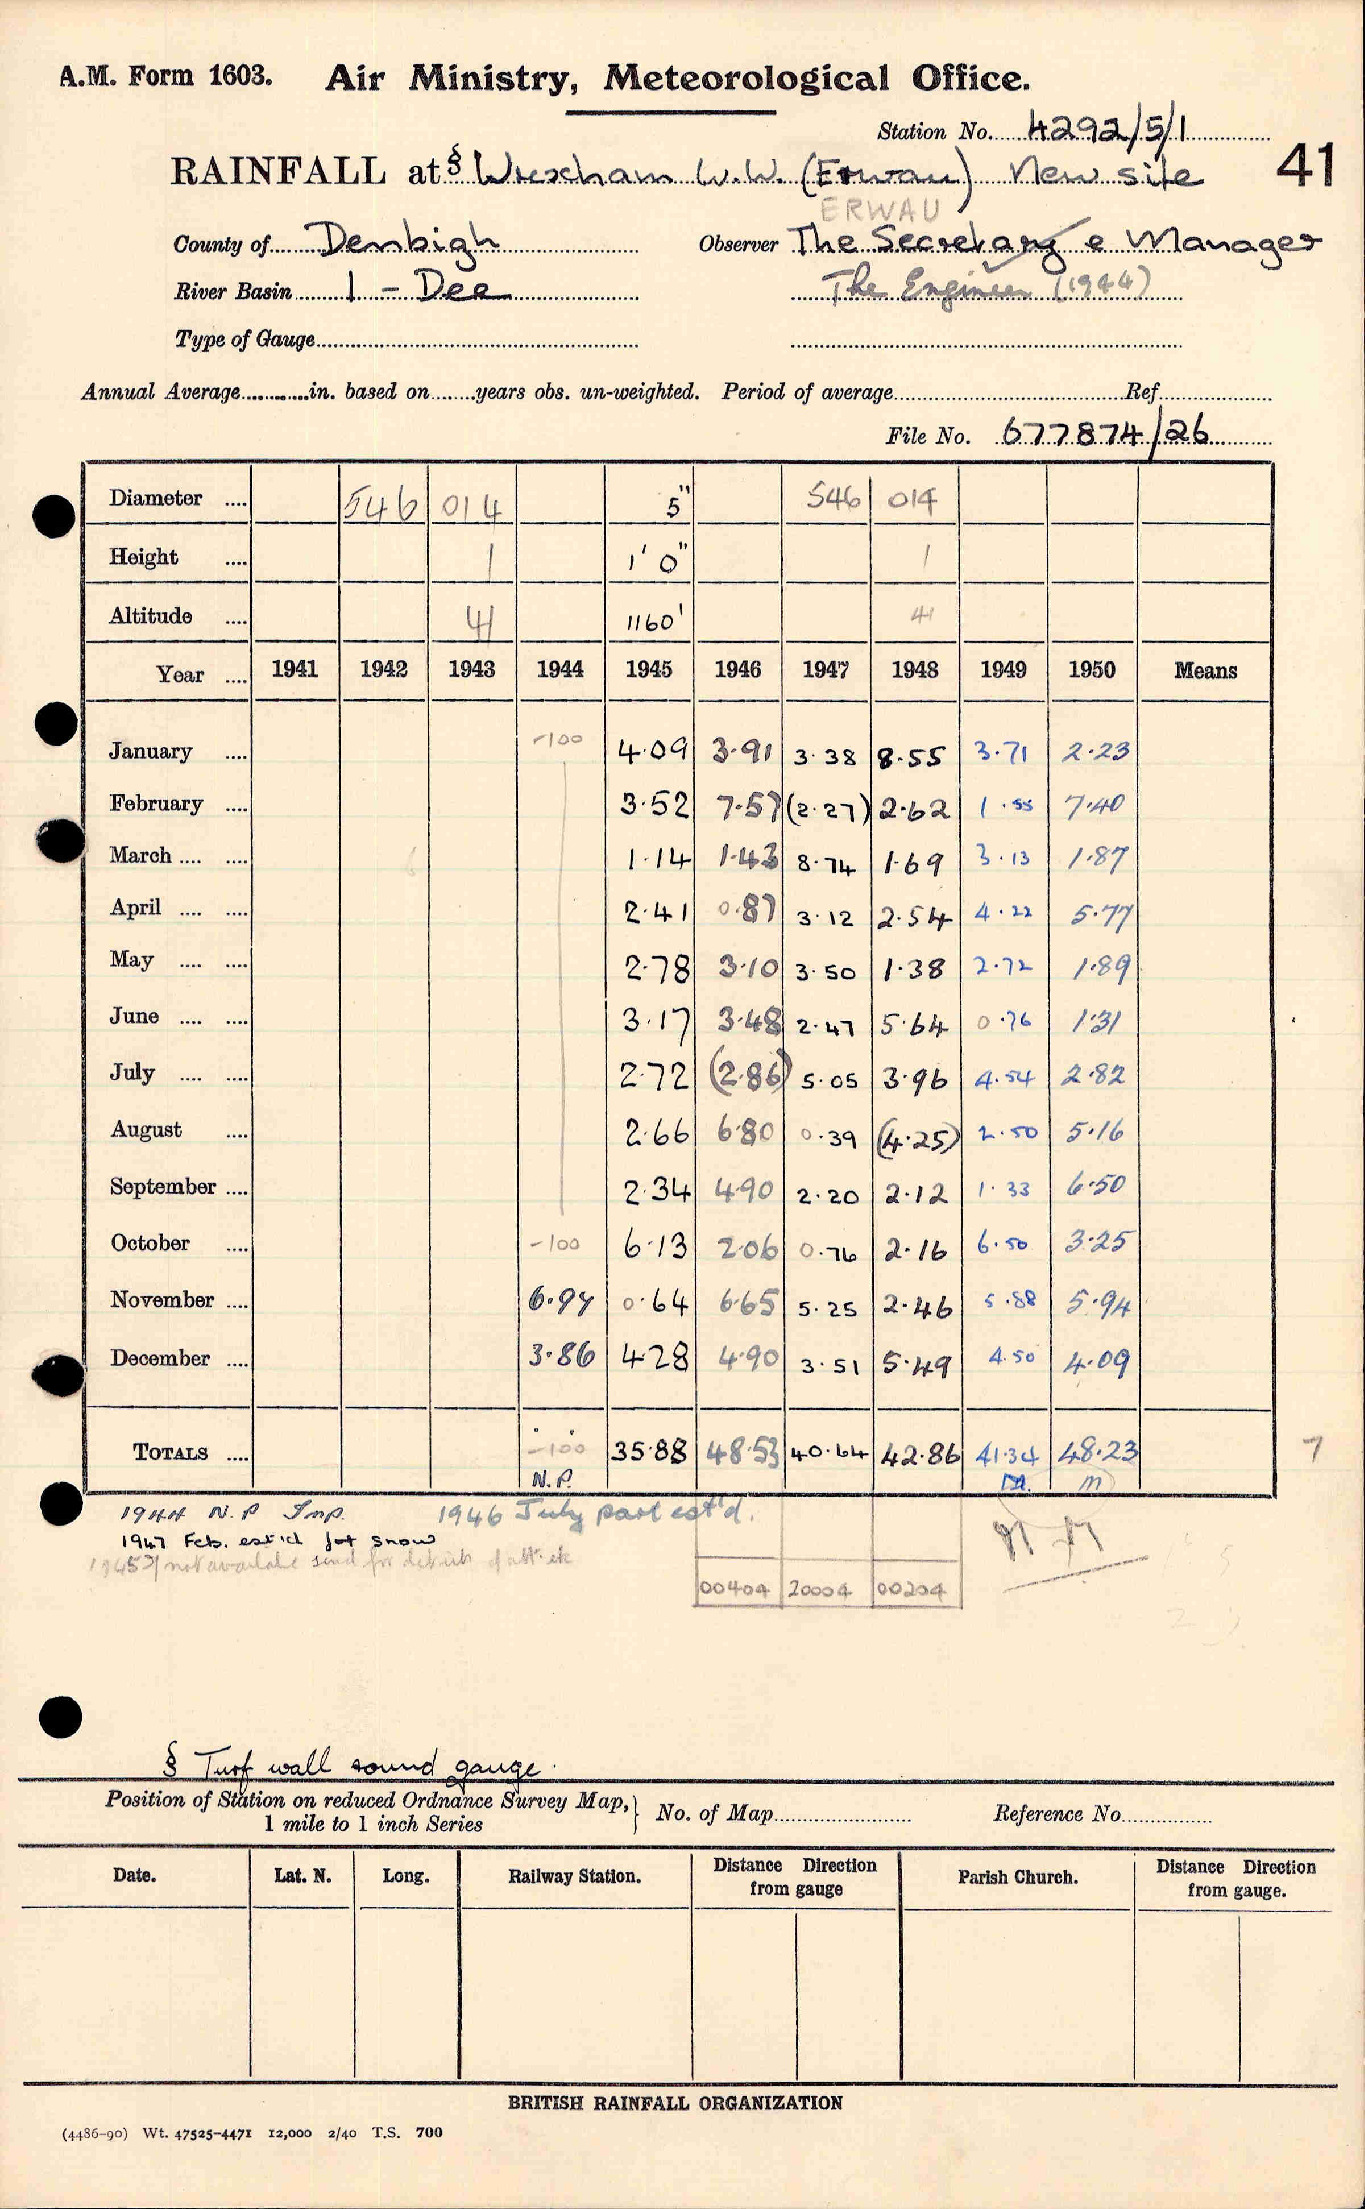 A.M. Form 1603. Air Ministry, Meteorological Office.
Station No. 4292/5/1
41
RAINFALL at § Wrexham W.W. (Erwau) New site
ERWAU
County of Denbigh Observer The Secretary & Manager
River Basin 1 - Dee The Engineer (1944)
Type of Gauge
Annual Average in. based on years obs. un-weighted. Period of average Ref
File No. 677874/26
Diameter .... 546 014 5" 546 014
Height .... 1 1' 0" 1
Altitude .... 41 1160' 41
Year .... 1941 1942 1943 1944 1945 1946 1947 1948 1949 1950 Means
January .... -100 4.09 3.91 3.38 8.55 3.71 2.23
February .... 3.52 7.57 (2.27) 2.62 1.55 7.40
March .... .... 1.14 1.43 8.74 1.69 3.13 1.87
April .... .... 2.41 0.87 3.12 2.54 4.22 5.77
May .... .... 2.78 3.10 3.50 1.38 2.72 1.89
June .... .... 3.17 3.48 2.47 5.64 0.76 1.31
July .... .... 2.72 (2.86) 5.05 3.96 4.54 2.82
August .... 2.66 6.80 0.39 (4.25) 2.50 5.16
September .... 2.34 4.90 2.20 2.12 1.33 6.50
October .... -100 6.13 2.06 0.76 2.16 6.50 3.25
November .... 6.97 0.64 6.65 5.25 2.46 5.88 5.94
December .... 3.86 4.28 4.90 3.51 5.49 4.50 4.09
TOTALS .... -100 35.88 48.53 40.64 42.86 41.34 48.23 7
N.P. M. M
1944 N.P Imp. 1946 July part est'd.
1947 Feb. est'd for snow
1945 not available send for details of alt. etc
00404 20004 00204
§ Turf wall round gauge.
Position of Station on reduced Ordnance Survey Map, 1 mile to 1 inch Series } No. of Map Reference No.
Date. Lat. N. Long. Railway Station. Distance Direction from gauge Parish Church. Distance Direction from gauge.
BRITISH RAINFALL ORGANIZATION
(4486-90) Wt. 47525-4471 12,000 2/40 T.S. 700